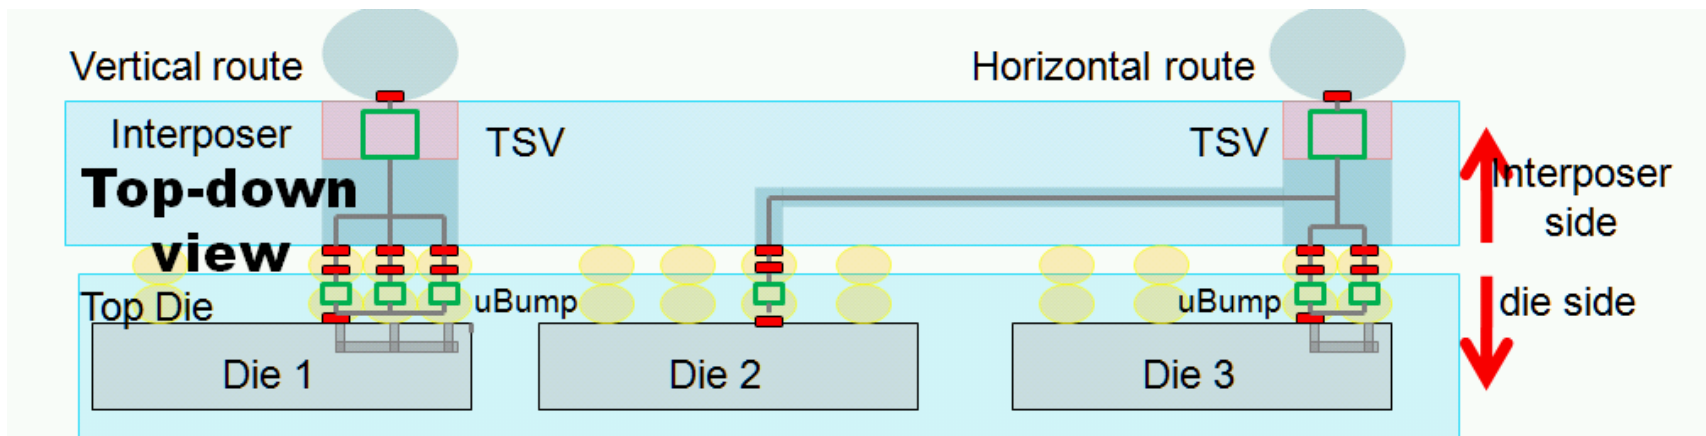 Vertical route
Horizontal route
Interposer
TSV
TSV
Top-down
view
Interposer
side
Top Die
uBump
uBump
die side
Die 1
Die 2
Die 3